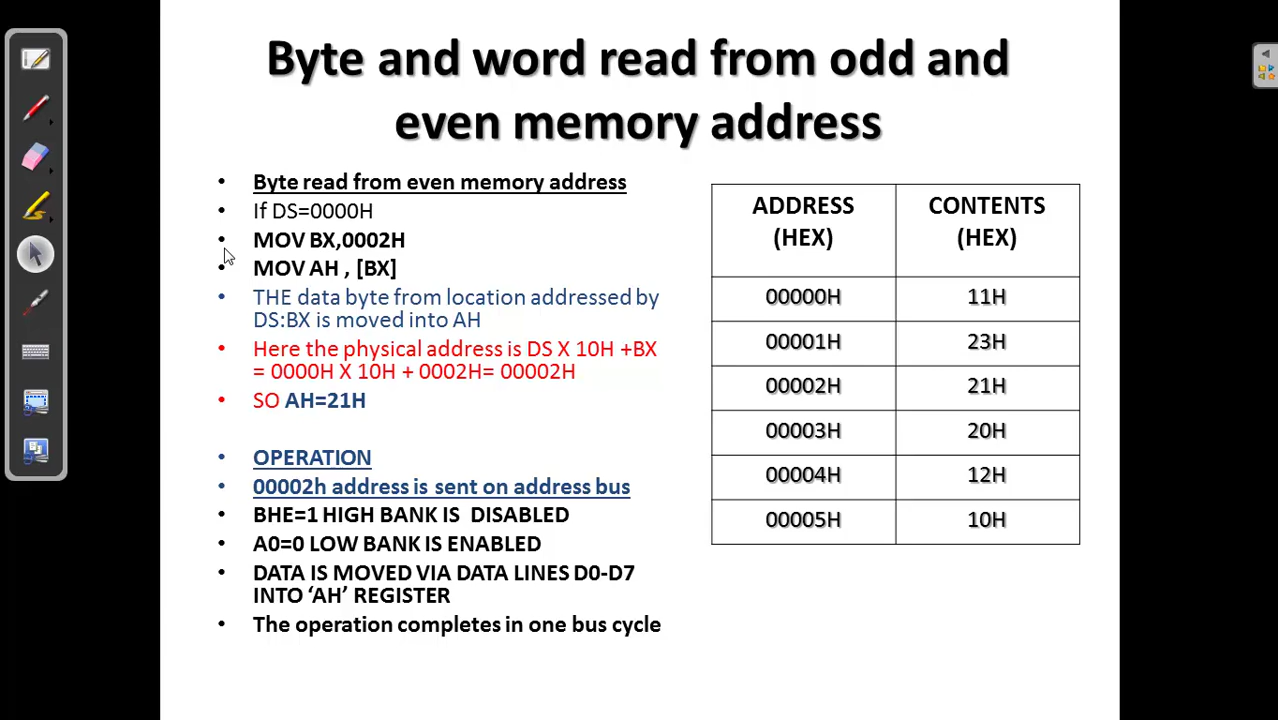 Byte and word read from odd and
even memory address
• Byte read from even memory address
• If DS=0000H
• MOV BX,0002H
• MOV AH , [BX]
• THE data byte from location addressed by
DS:BX is moved into AH
• Here the physical address is DS X 10H +BX
= 0000H X 10H + 0002H= 00002H
• SO AH=21H
• OPERATION
• 00002h address is sent on address bus
• BHE=1 HIGH BANK IS DISABLED
• A0=0 LOW BANK IS ENABLED
• DATA IS MOVED VIA DATA LINES D0-D7
INTO ‘AH’ REGISTER
• The operation completes in one bus cycle
ADDRESS (HEX) CONTENTS (HEX)
00000H 11H
00001H 23H
00002H 21H
00003H 20H
00004H 12H
00005H 10H